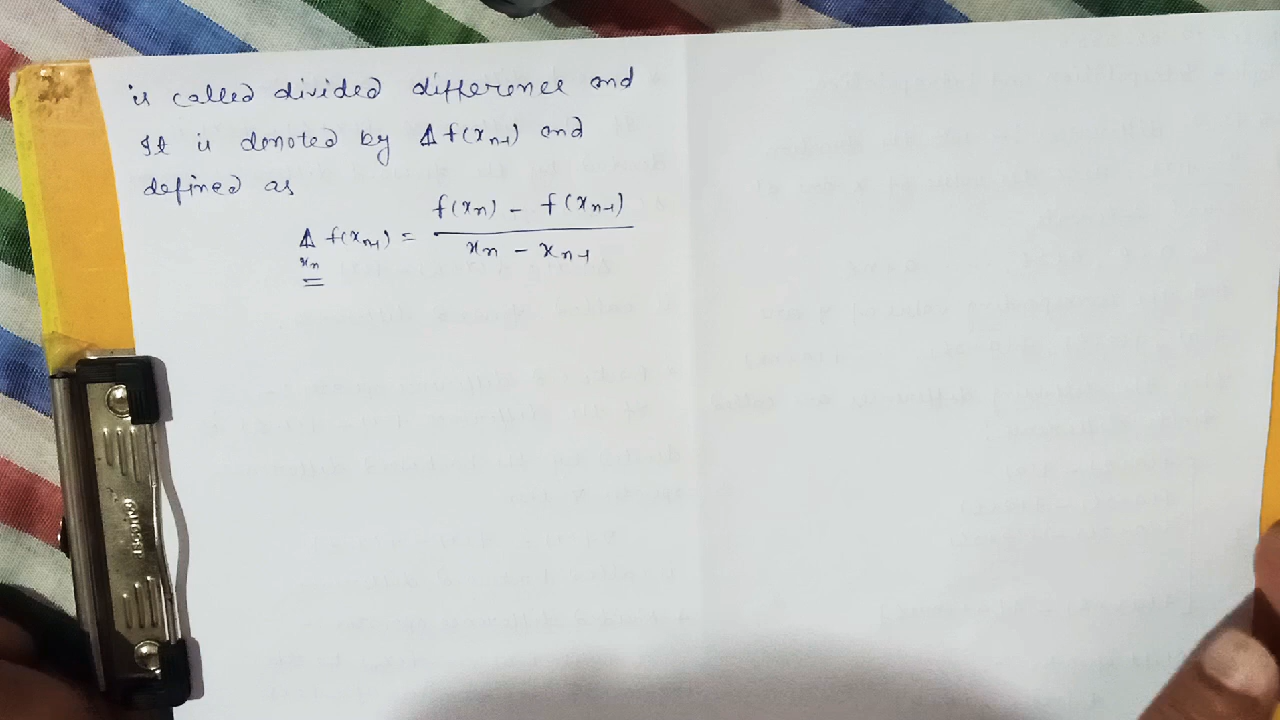 is called divided difference and
It is denoted by Δ f(xn-1) and
defined as
Δ f(xn-1) = f(xn) - f(xn-1) / xn - xn-1
xn